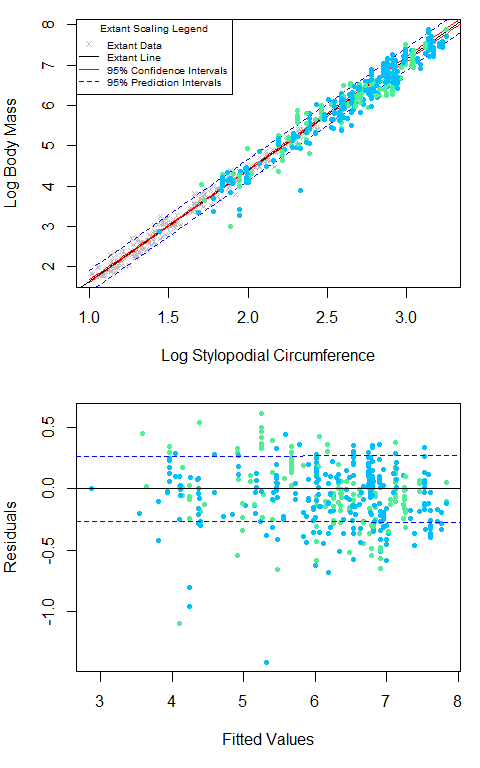 Extant Scaling Legend
Extant Data
Extant Line
95% Confidence Intervals
95% Prediction Intervals
8
7
6
5
4
3
2
Log Body Mass
1.0 1.5 2.0 2.5 3.0
Log Stylopodial Circumference
0.5
0.0
-0.5
-1.0
Residuals
3 4 5 6 7 8
Fitted Values